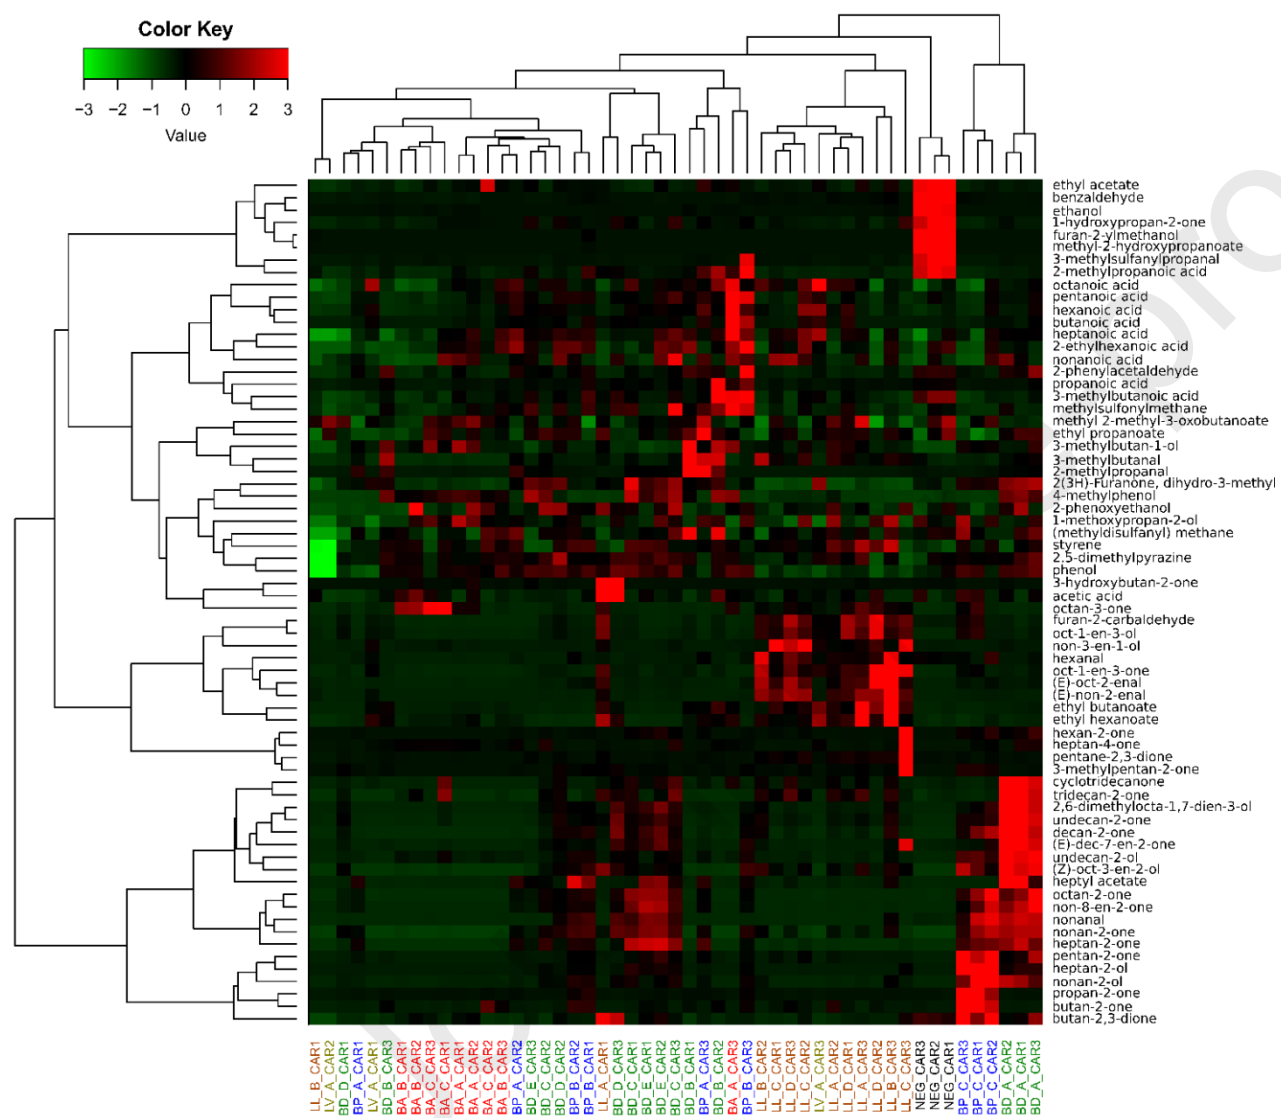 Color Key
−3 −2 −1 0 1 2 3
Value
ethyl acetate
benzaldehyde
ethanol
1-hydroxypropan-2-one
furan-2-ylmethanol
methyl-2-hydroxypropanoate
3-methylsulfanylpropanal
2-methylpropanoic acid
octanoic acid
pentanoic acid
hexanoic acid
butanoic acid
heptanoic acid
2-ethylhexanoic acid
nonanoic acid
2-phenylacetaldehyde
propanoic acid
3-methylbutanoic acid
methylsulfonylmethane
methyl 2-methyl-3-oxobutanoate
ethyl propanoate
3-methylbutan-1-ol
3-methylbutanal
2-methylpropanal
2(3H)-Furanone, dihydro-3-methyl
4-methylphenol
2-phenoxyethanol
1-methoxypropan-2-ol
(methyldisulfanyl) methane
styrene
2,5-dimethylpyrazine
phenol
3-hydroxybutan-2-one
acetic acid
octan-3-one
furan-2-carbaldehyde
oct-1-en-3-ol
non-3-en-1-ol
hexanal
oct-1-en-3-one
(E)-oct-2-enal
(E)-non-2-enal
ethyl butanoate
ethyl hexanoate
hexan-2-one
heptan-4-one
pentane-2,3-dione
3-methylpentan-2-one
cyclotridecanone
tridecan-2-one
2,6-dimethylocta-1,7-dien-3-ol
undecan-2-one
decan-2-one
(E)-dec-7-en-2-one
undecan-2-ol
(Z)-oct-3-en-2-ol
heptyl acetate
octan-2-one
non-8-en-2-one
nonanal
nonan-2-one
heptan-2-one
pentan-2-one
heptan-2-ol
nonan-2-ol
propan-2-one
butan-2-one
butan-2,3-dione
LL_B_CAR1
LV_A_CAR2
BD_D_CAR1
BP_A_CAR1
LV_A_CAR1
BD_B_CAR3
BA_B_CAR1
BA_B_CAR2
BA_C_CAR3
BA_C_CAR1
BA_A_CAR1
BA_A_CAR2
BA_C_CAR2
BA_B_CAR3
BP_A_CAR2
BD_E_CAR3
BD_C_CAR2
BD_D_CAR2
BP_B_CAR2
BP_B_CAR1
LL_A_CAR1
BD_D_CAR3
BD_C_CAR1
BD_E_CAR1
BD_E_CAR2
BD_C_CAR3
BD_B_CAR1
BP_A_CAR3
BD_B_CAR2
BA_A_CAR3
BP_B_CAR3
LL_B_CAR2
LL_C_CAR1
LL_D_CAR3
LL_C_CAR2
LV_A_CAR3
LL_A_CAR2
LL_D_CAR1
LL_A_CAR3
LL_D_CAR2
LL_B_CAR3
LL_C_CAR3
NEG_CAR3
NEG_CAR2
NEG_CAR1
BP_C_CAR3
BP_C_CAR1
BP_C_CAR2
BD_A_CAR2
BD_A_CAR1
BD_A_CAR3